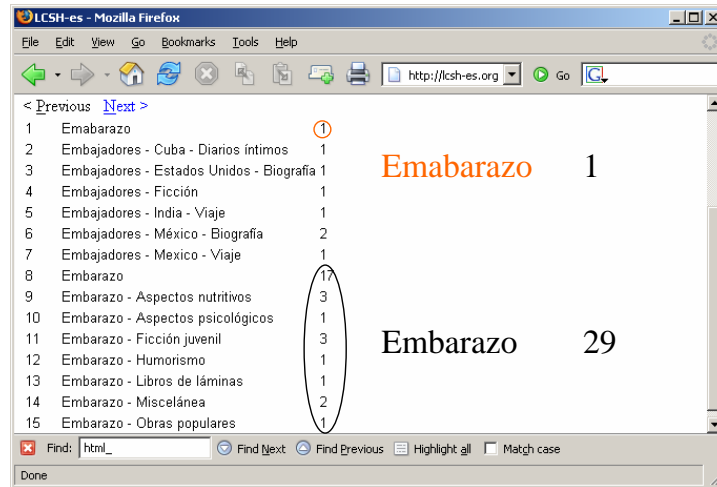 LCSH-es - Mozilla Firefox
File Edit View Go Bookmarks Tools Help
http://lcsh-es.org Go G
< Previous Next >
1 Emabarazo 1
2 Embajadores - Cuba - Diarios íntimos 1
3 Embajadores - Estados Unidos - Biografía 1
4 Embajadores - Ficción 1
5 Embajadores - India - Viaje 1
6 Embajadores - México - Biografía 2
7 Embajadores - Mexico - Viaje 1
8 Embarazo 17
9 Embarazo - Aspectos nutritivos 3
10 Embarazo - Aspectos psicológicos 1
11 Embarazo - Ficción juvenil 3
12 Embarazo - Humorismo 1
13 Embarazo - Libros de láminas 1
14 Embarazo - Miscelánea 2
15 Embarazo - Obras populares 1
Emabarazo 1
Embarazo 29
Find: html_ Find Next Find Previous Highlight all Match case
Done